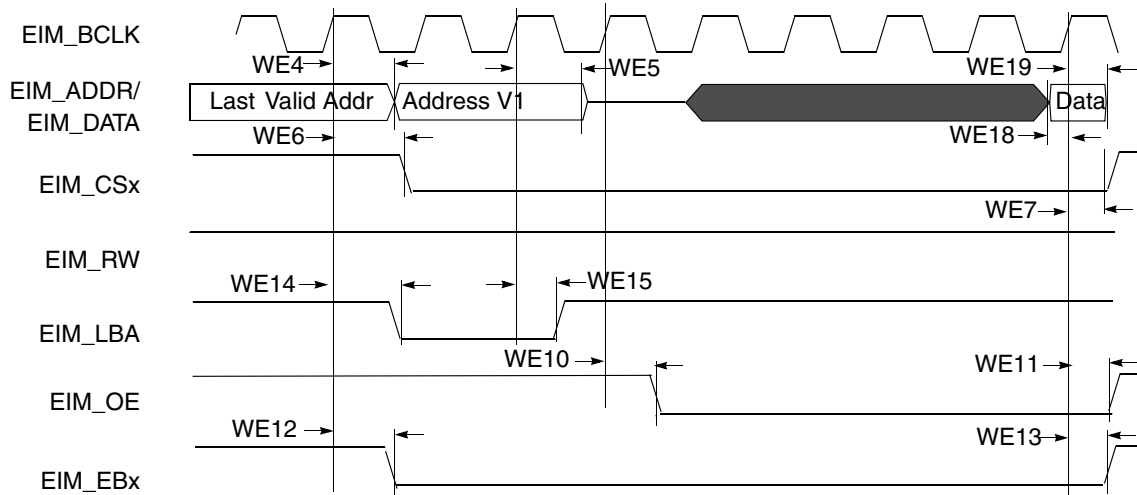 EIM_BCLK
WE4
WE5
WE19
EIM_ADDR/
EIM_DATA
Last Valid Addr
Address V1
Data
WE6
WE18
EIM_CSx
WE7
EIM_RW
WE14
WE15
EIM_LBA
WE10
WE11
EIM_OE
WE12
WE13
EIM_EBx